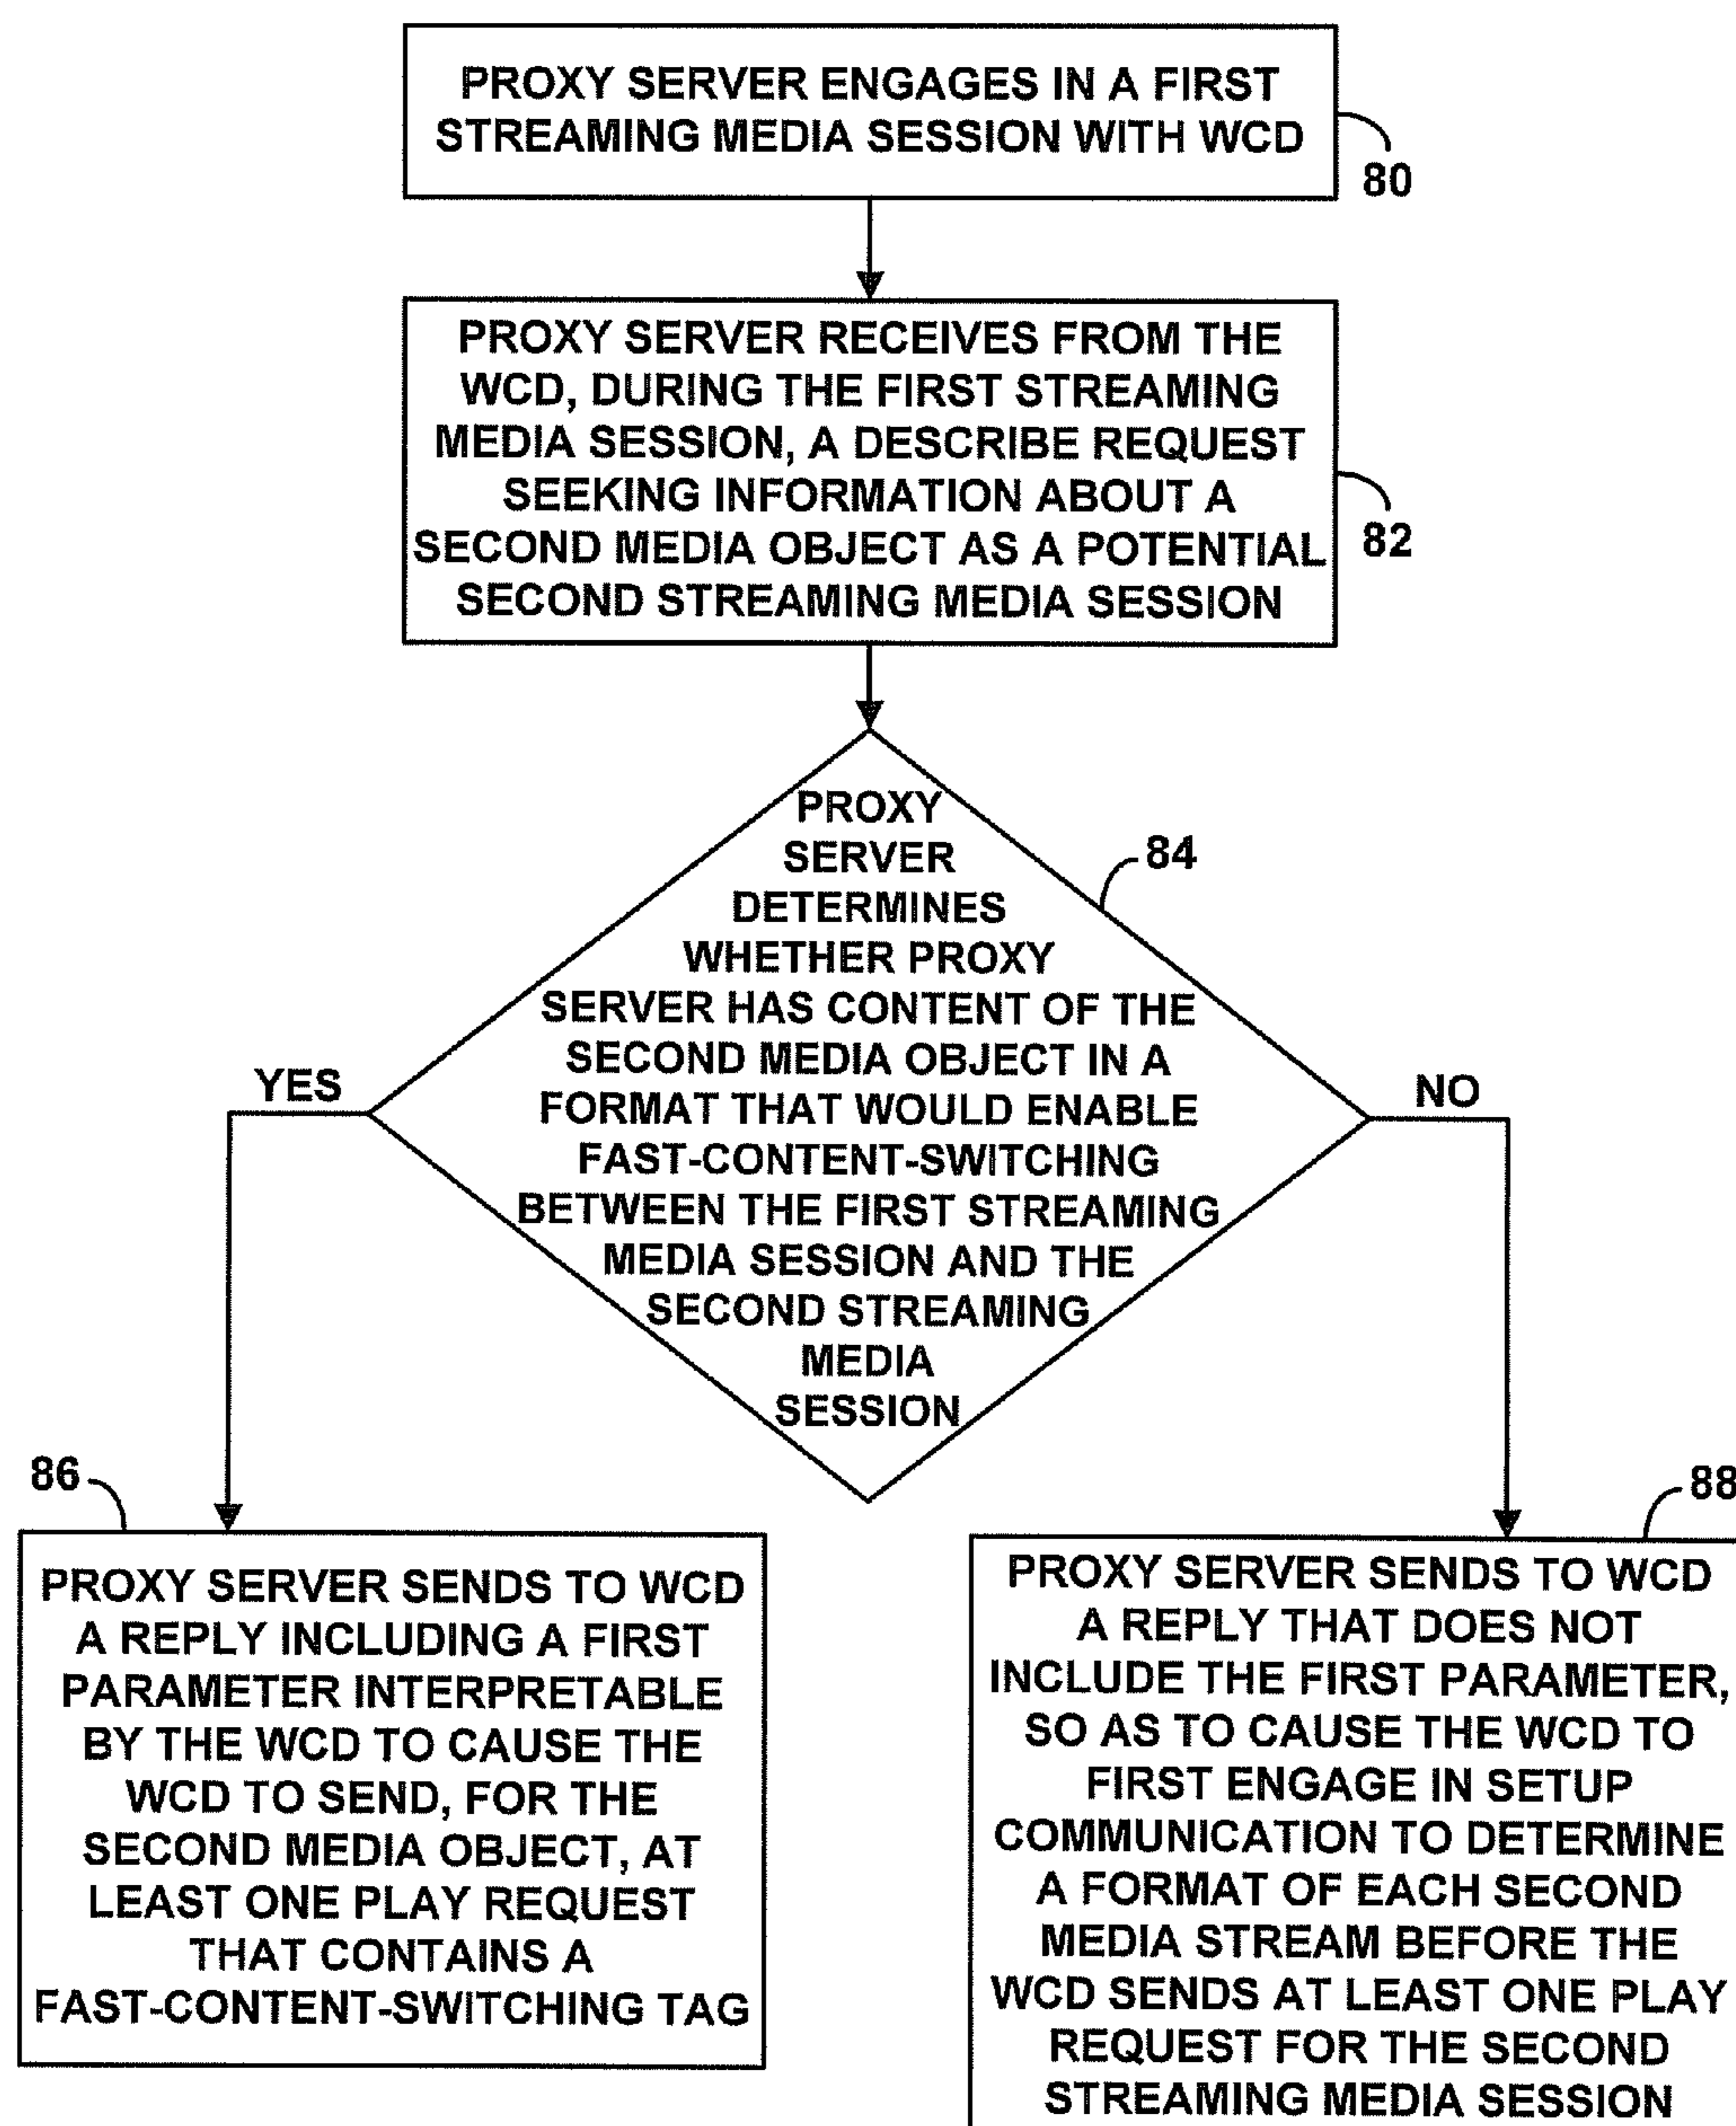 PROXY SERVER ENGAGES IN A FIRST
STREAMING MEDIA SESSION WITH WCD
80
PROXY SERVER RECEIVES FROM THE
WCD, DURING THE FIRST STREAMING
MEDIA SESSION, A DESCRIBE REQUEST
SEEKING INFORMATION ABOUT A
SECOND MEDIA OBJECT AS A POTENTIAL
SECOND STREAMING MEDIA SESSION
82
PROXY
SERVER
DETERMINES
WHETHER PROXY
SERVER HAS CONTENT OF THE
SECOND MEDIA OBJECT IN A
FORMAT THAT WOULD ENABLE
FAST-CONTENT-SWITCHING
BETWEEN THE FIRST STREAMING
MEDIA SESSION AND THE
SECOND STREAMING
MEDIA
SESSION
84
YES
NO
86
PROXY SERVER SENDS TO WCD
A REPLY INCLUDING A FIRST
PARAMETER INTERPRETABLE
BY THE WCD TO CAUSE THE
WCD TO SEND, FOR THE
SECOND MEDIA OBJECT, AT
LEAST ONE PLAY REQUEST
THAT CONTAINS A
FAST-CONTENT-SWITCHING TAG
88
PROXY SERVER SENDS TO WCD
A REPLY THAT DOES NOT
INCLUDE THE FIRST PARAMETER,
SO AS TO CAUSE THE WCD TO
FIRST ENGAGE IN SETUP
COMMUNICATION TO DETERMINE
A FORMAT OF EACH SECOND
MEDIA STREAM BEFORE THE
WCD SENDS AT LEAST ONE PLAY
REQUEST FOR THE SECOND
STREAMING MEDIA SESSION